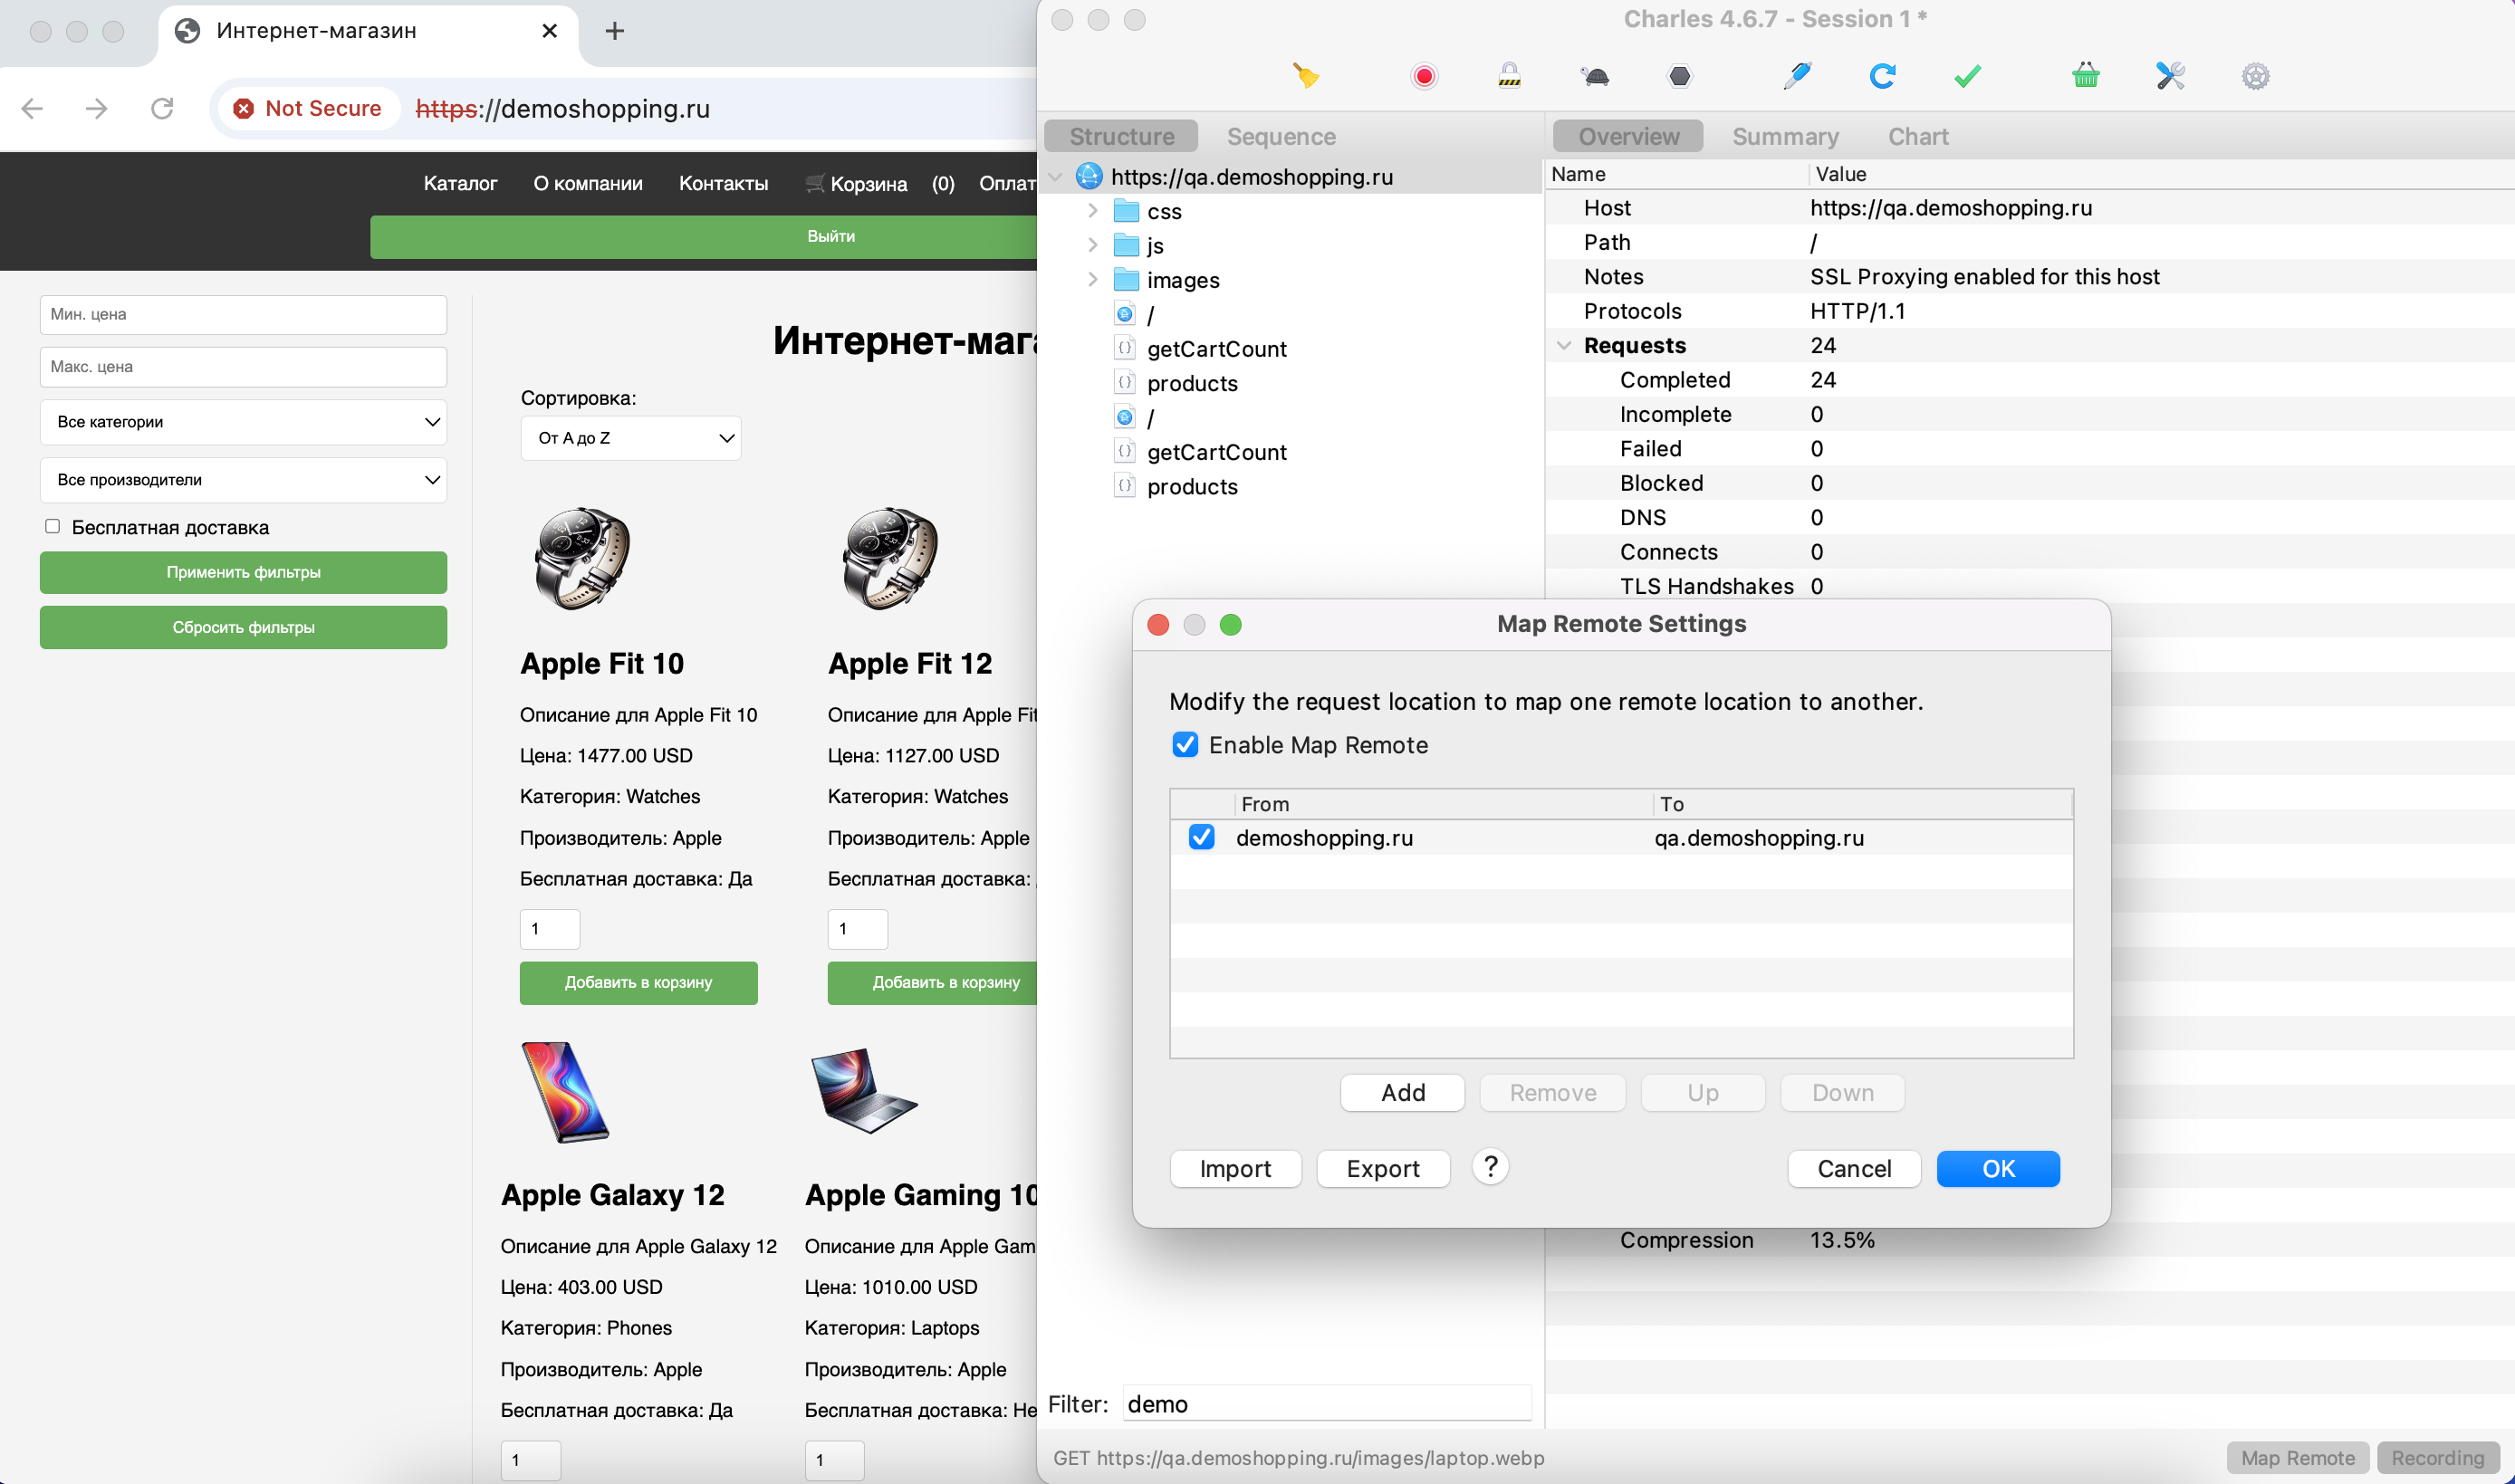 Интернет-магазин
Not Secure https://demoshopping.ru
Каталог О компании Контакты Корзина (0) Оплат
Выйти
Мин. цена
Макс. цена
Все категории
Все производители
Бесплатная доставка
Применить фильтры
Сбросить фильтры
Интернет-мага
Сортировка:
От A до Z
Apple Fit 10
Описание для Apple Fit 10
Цена: 1477.00 USD
Категория: Watches
Производитель: Apple
Бесплатная доставка: Да
1
Добавить в корзину
Apple Fit 12
Описание для Apple Fit
Цена: 1127.00 USD
Категория: Watches
Производитель: Apple
Бесплатная доставка:
1
Добавить в корзину
Apple Galaxy 12
Описание для Apple Galaxy 12
Цена: 403.00 USD
Категория: Phones
Производитель: Apple
Бесплатная доставка: Да
1
Apple Gaming 10
Описание для Apple Gam
Цена: 1010.00 USD
Категория: Laptops
Производитель: Apple
Бесплатная доставка: Не
1
Charles 4.6.7 - Session 1 *
Structure Sequence
https://qa.demoshopping.ru
css
js
images
/
getCartCount
products
/
getCartCount
products
Filter: demo
GET https://qa.demoshopping.ru/images/laptop.webp
Overview Summary Chart
Name Value
Host https://qa.demoshopping.ru
Path /
Notes SSL Proxying enabled for this host
Protocols HTTP/1.1
Requests 24
Completed 24
Incomplete 0
Failed 0
Blocked 0
DNS 0
Connects 0
TLS Handshakes 0
Compression 13.5%
Map Remote Recording
Map Remote Settings
Modify the request location to map one remote location to another.
Enable Map Remote
From To
demoshopping.ru qa.demoshopping.ru
Add Remove Up Down
Import Export ? Cancel OK